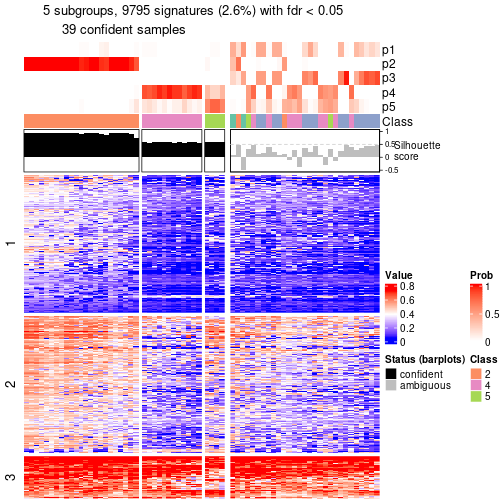 5 subgroups, 9795 signatures (2.6%) with fdr < 0.05
39 confident samples
p1
p2
p3
p4
p5
Class
1
0.5
0
-0.5
Silhouette
score
1
2
3
Value
0.8
0.6
0.4
0.2
0
Prob
1
0.5
0
Status (barplots)
confident
ambiguous
Class
2
4
5